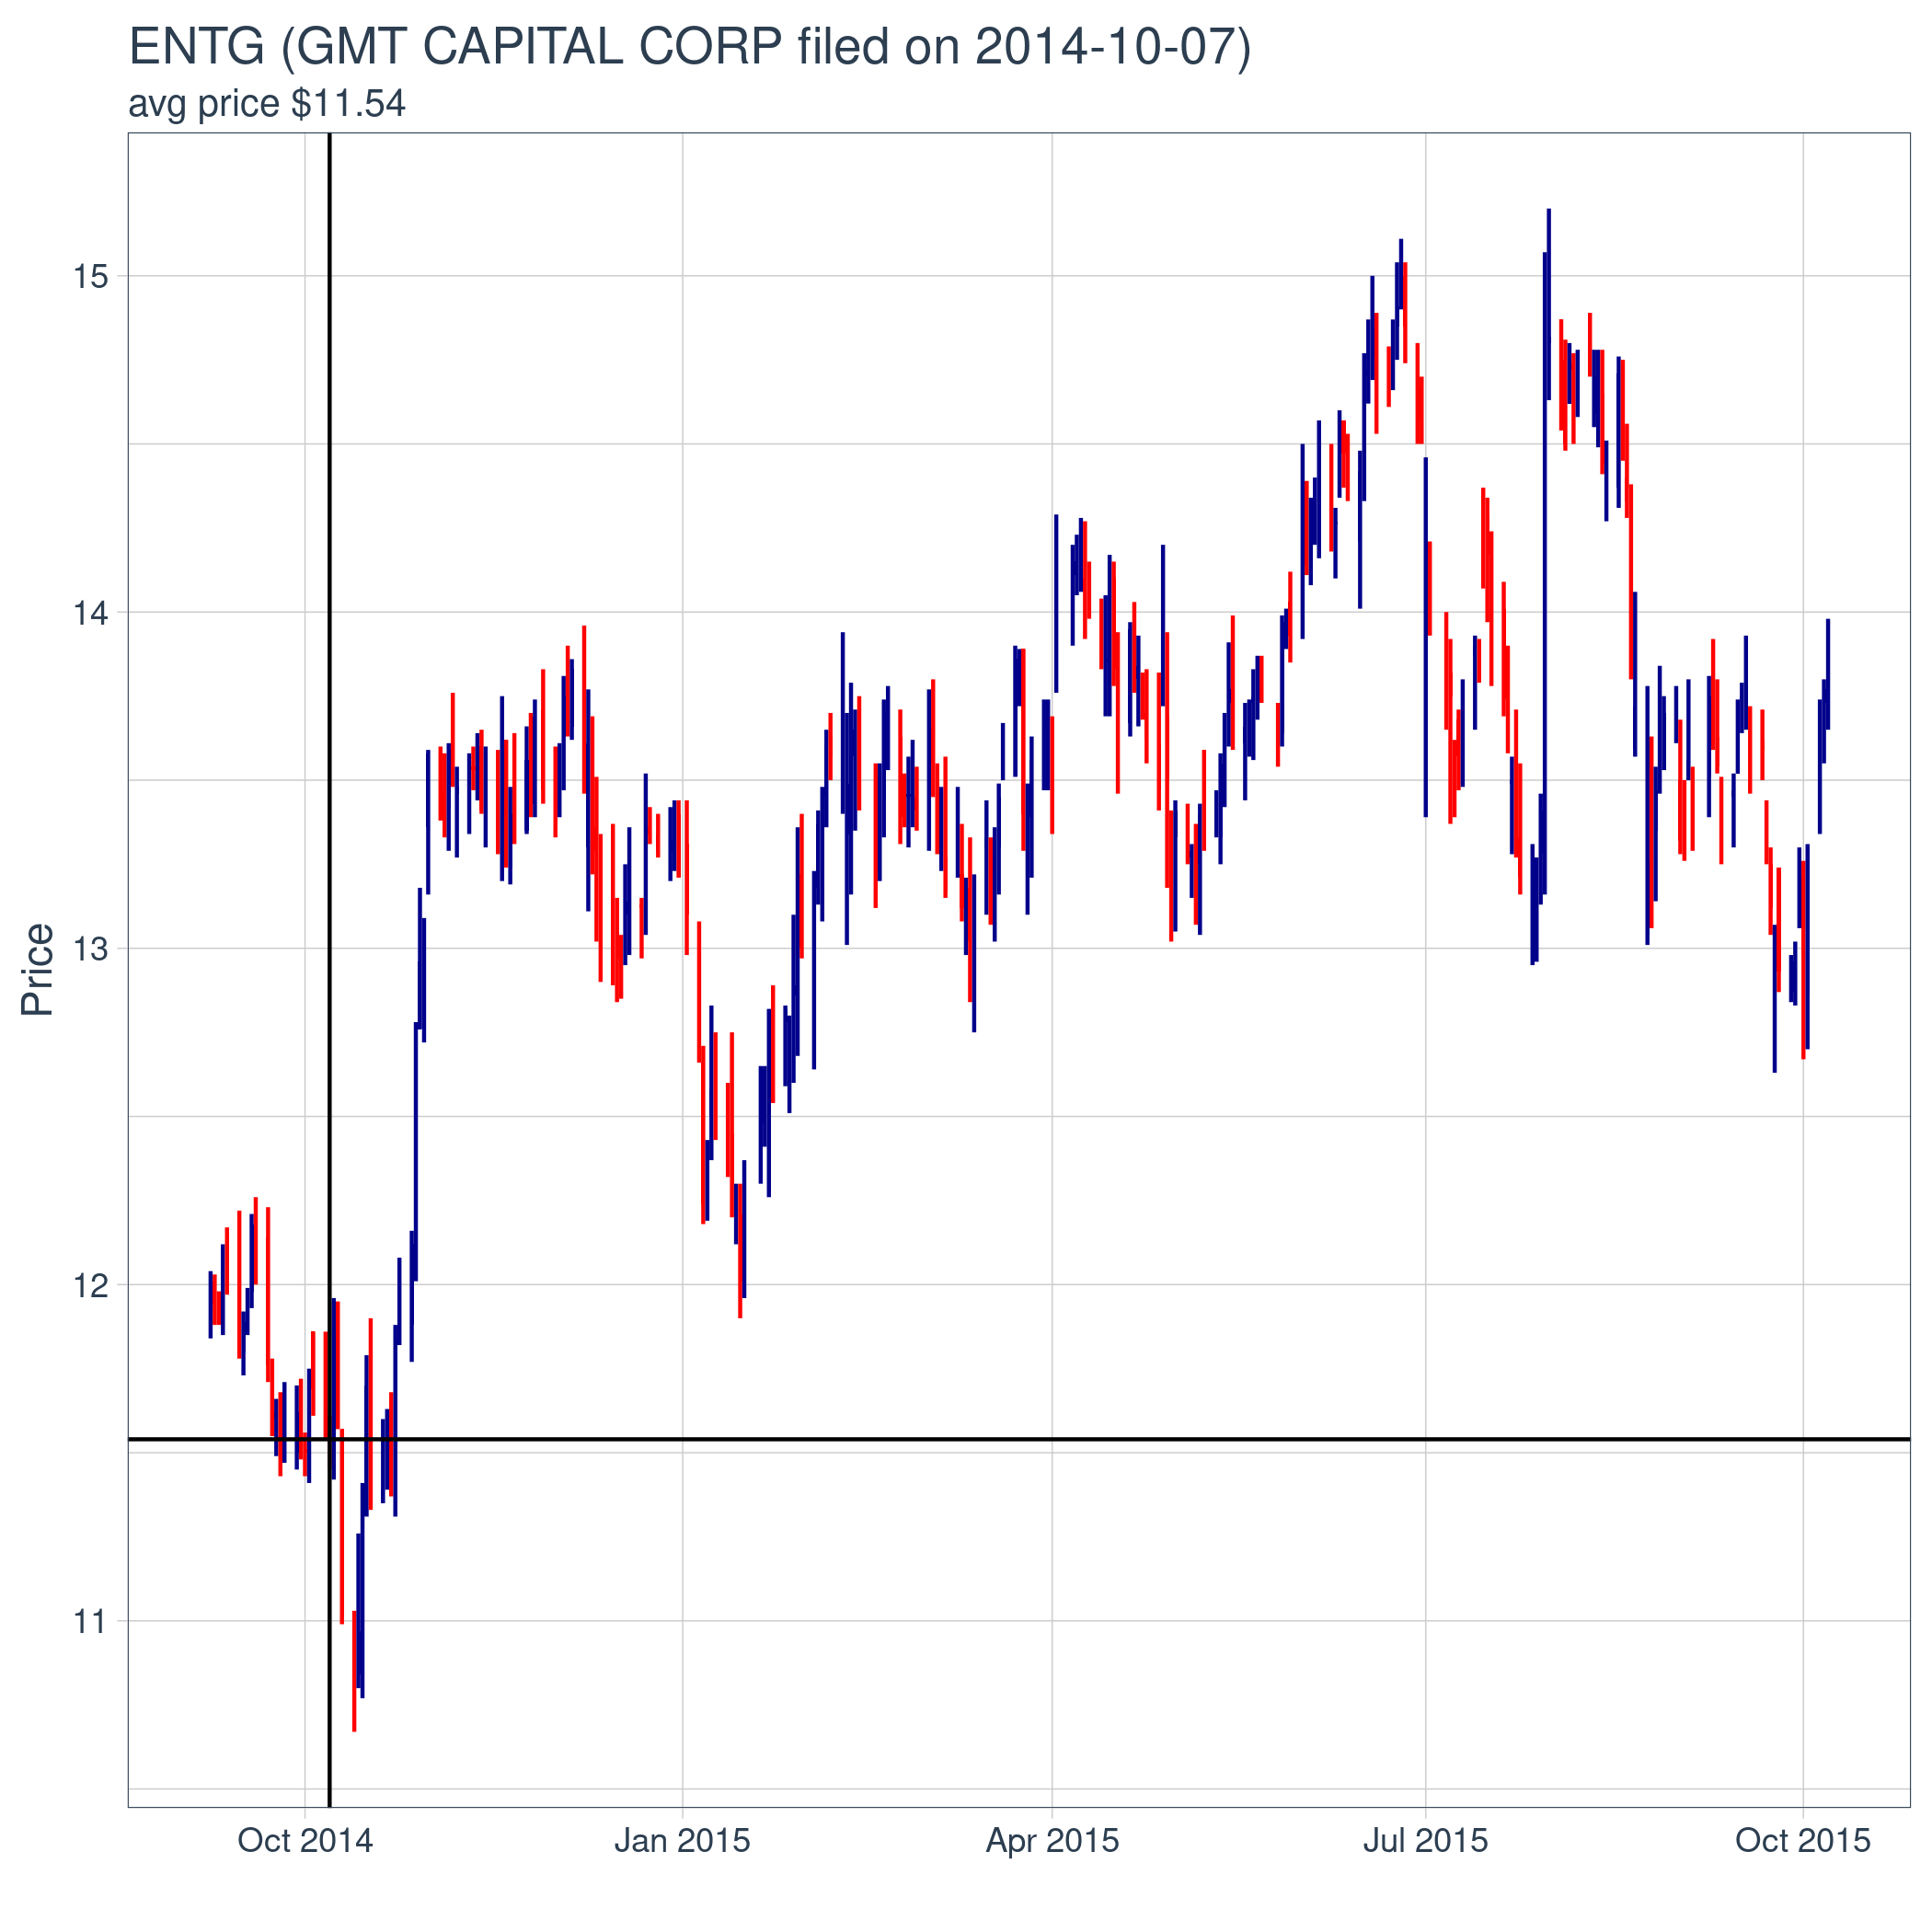 ENTG (GMT CAPITAL CORP filed on 2014-10-07)
avg price $11.54
Price
15
14
13
12
11
Oct 2014
Jan 2015
Apr 2015
Jul 2015
Oct 2015